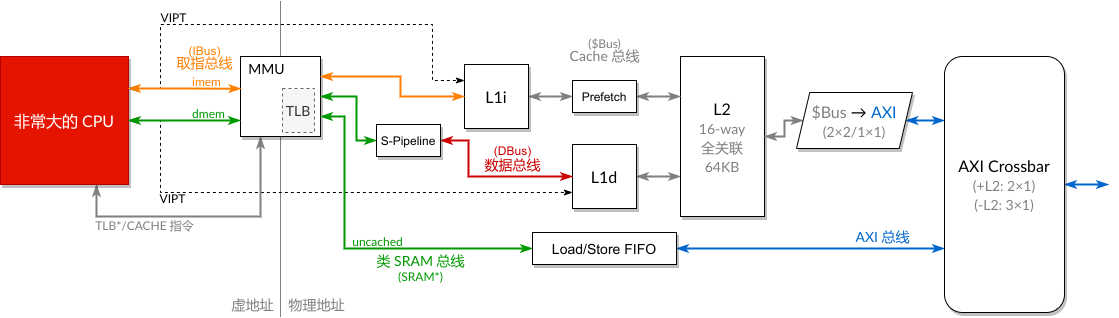 VIPT
(IBus)
取指总线
imem
非常大的 CPU
dmem
MMU
TLB
S-Pipeline
VIPT
TLB*/CACHE 指令
L1i
($Bus)
Cache 总线
Prefetch
(DBus)
数据总线
L1d
L2
16-way
全关联
64KB
$Bus → AXI
(2×2/1×1)
AXI Crossbar
(+L2: 2×1)
(-L2: 3×1)
uncached
类 SRAM 总线
(SRAM*)
Load/Store FIFO
AXI 总线
虚地址
物理地址